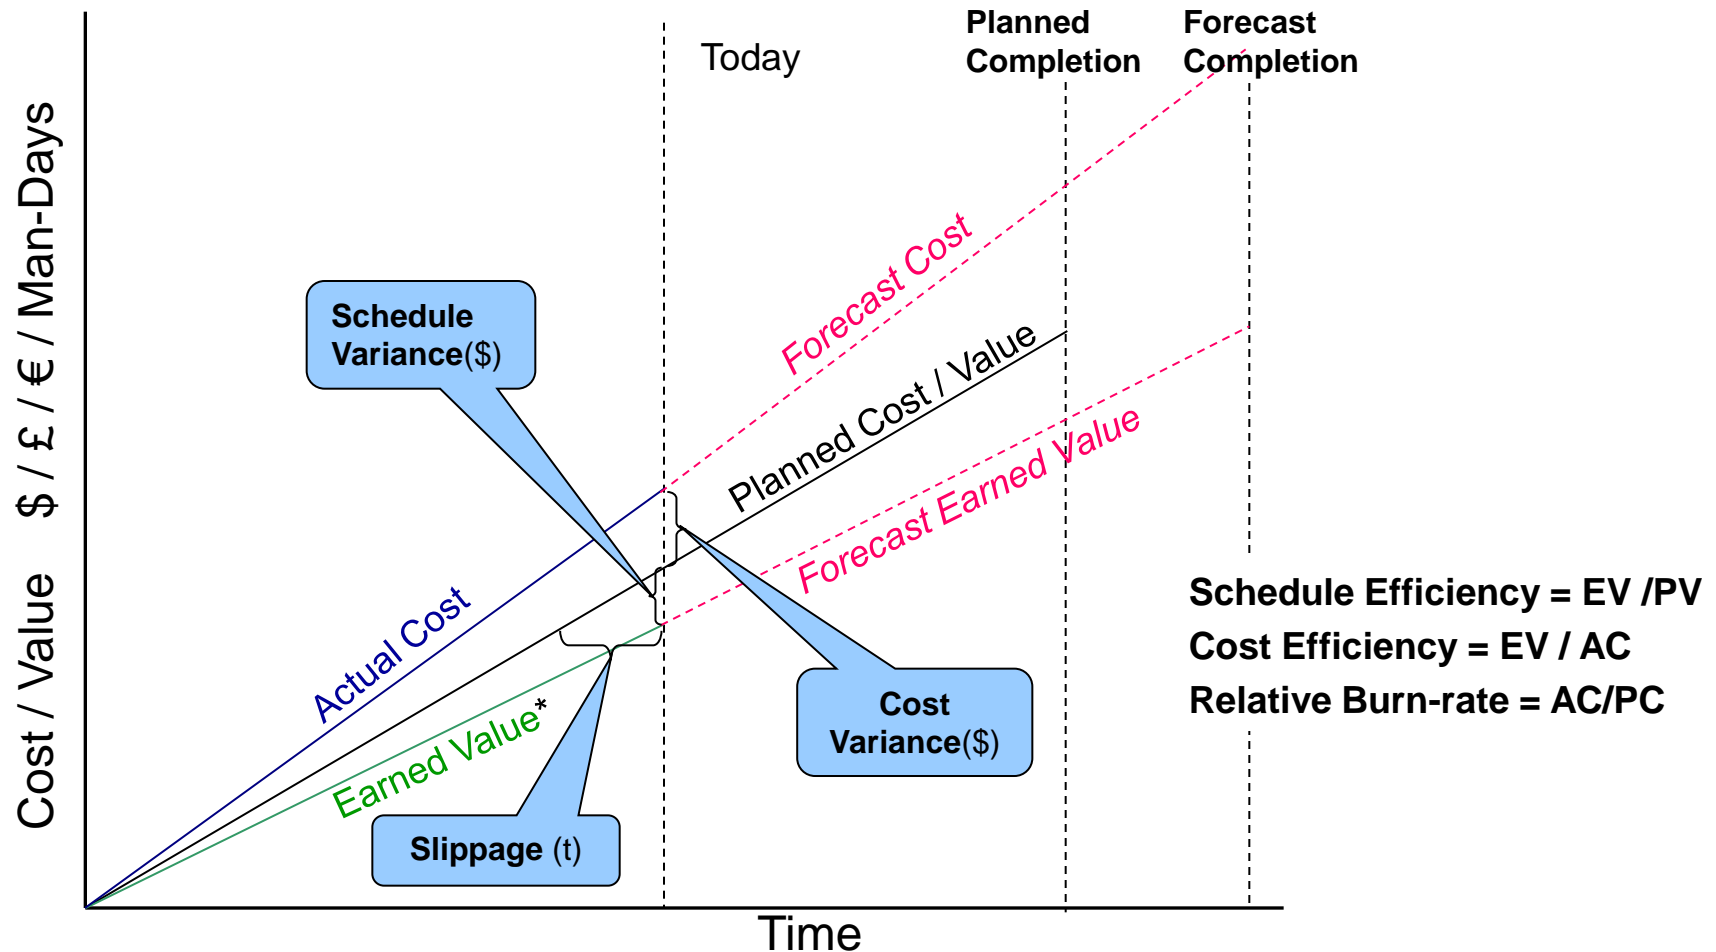 Planned
Completion
Forecast
Completion
Today
Cost / Value   $ / £ / € / Man-Days
Forecast Cost
Schedule
Variance($)
Planned Cost / Value
Forecast Earned Value
Actual Cost
Schedule Efficiency = EV /PV
Cost Efficiency = EV / AC
Relative Burn-rate = AC/PC
Earned Value*
Cost
Variance($)
Slippage (t)
Time